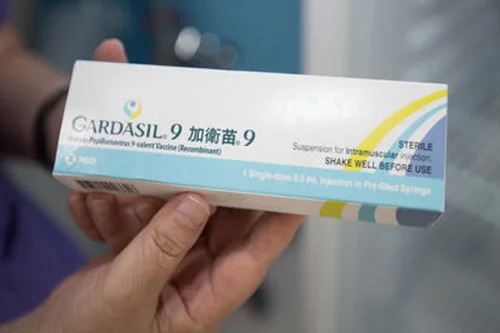 GARDASIL® 9 加衛苗® 9
Human Papillomavirus 9-valent Vaccine (Recombinant)
MSD
STERILE
Suspension for Intramuscular injection.
SHAKE WELL BEFORE USE
1 Single-dose 0.5 mL Injection in Pre-filled Syringe